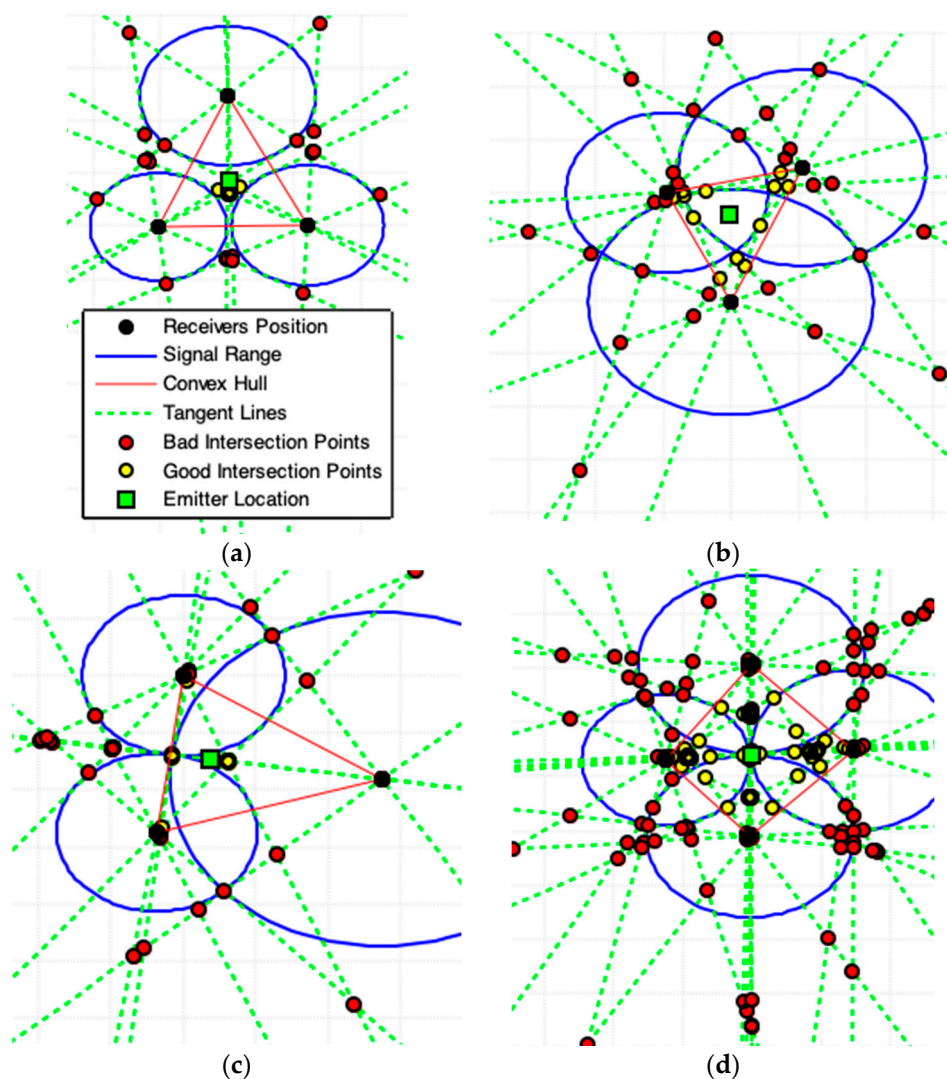 Receivers Position
Signal Range
Convex Hull
Tangent Lines
Bad Intersection Points
Good Intersection Points
Emitter Location
(a)
(b)
(c)
(d)